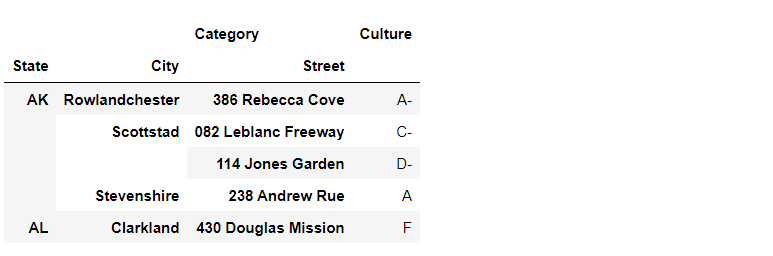 Category Culture
State City Street
AK Rowlandchester 386 Rebecca Cove A-
Scottstad 082 Leblanc Freeway C-
114 Jones Garden D-
Stevenshire 238 Andrew Rue A
AL Clarkland 430 Douglas Mission F